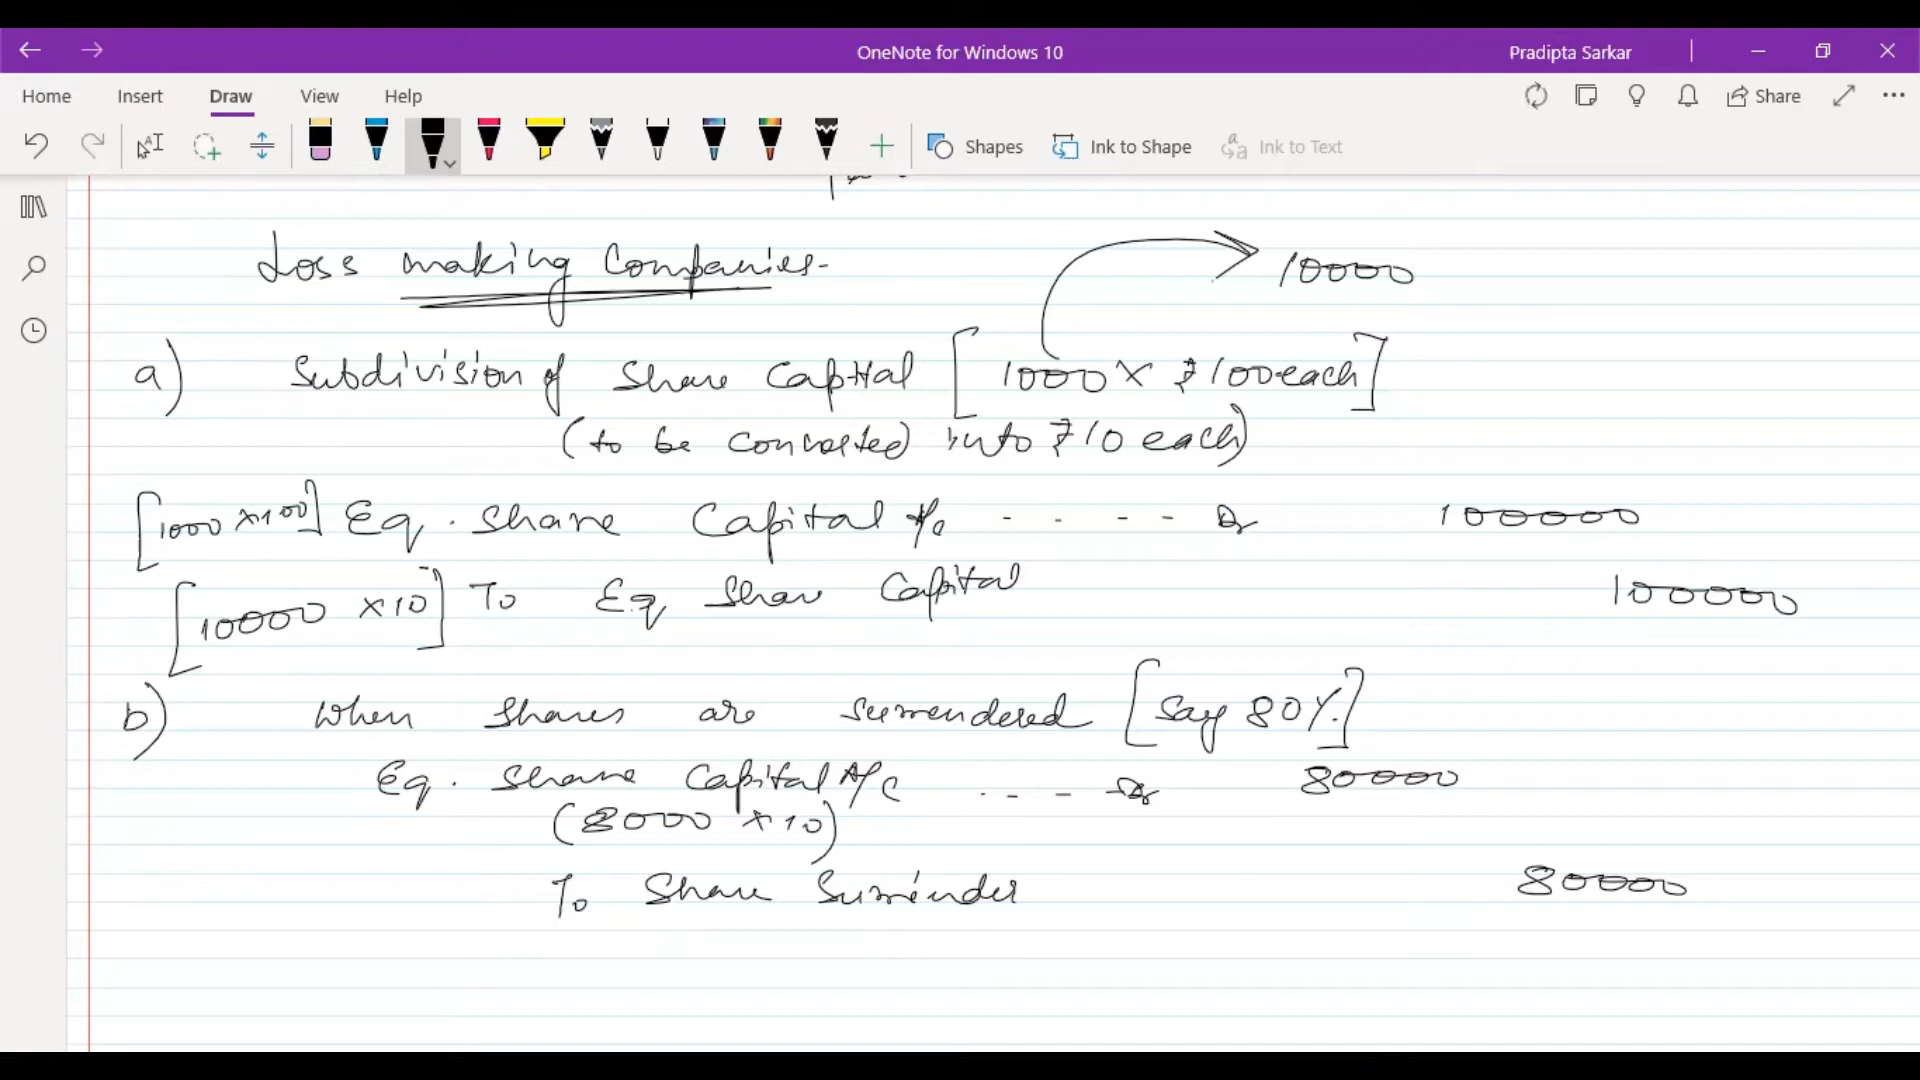 OneNote for Windows 10
Pradipta Sarkar
Home Insert Draw View Help
Share
Shapes Ink to Shape Ink to Text
Loss making Companies-
10000
a) Subdivision of Share Capital [1000 X ₹100 each]
(to be converted) into ₹10 each)
[1000 x100] Eq. Share Capital A/c - - - - Dr 100000
[10000 x10] To Eq Share Capital 100000
b) When Shares are surrendered [Say 80%.]
Eq. Share Capital A/c .. - - Dr 80000
(8000 x10)
To Share Surrender 80000